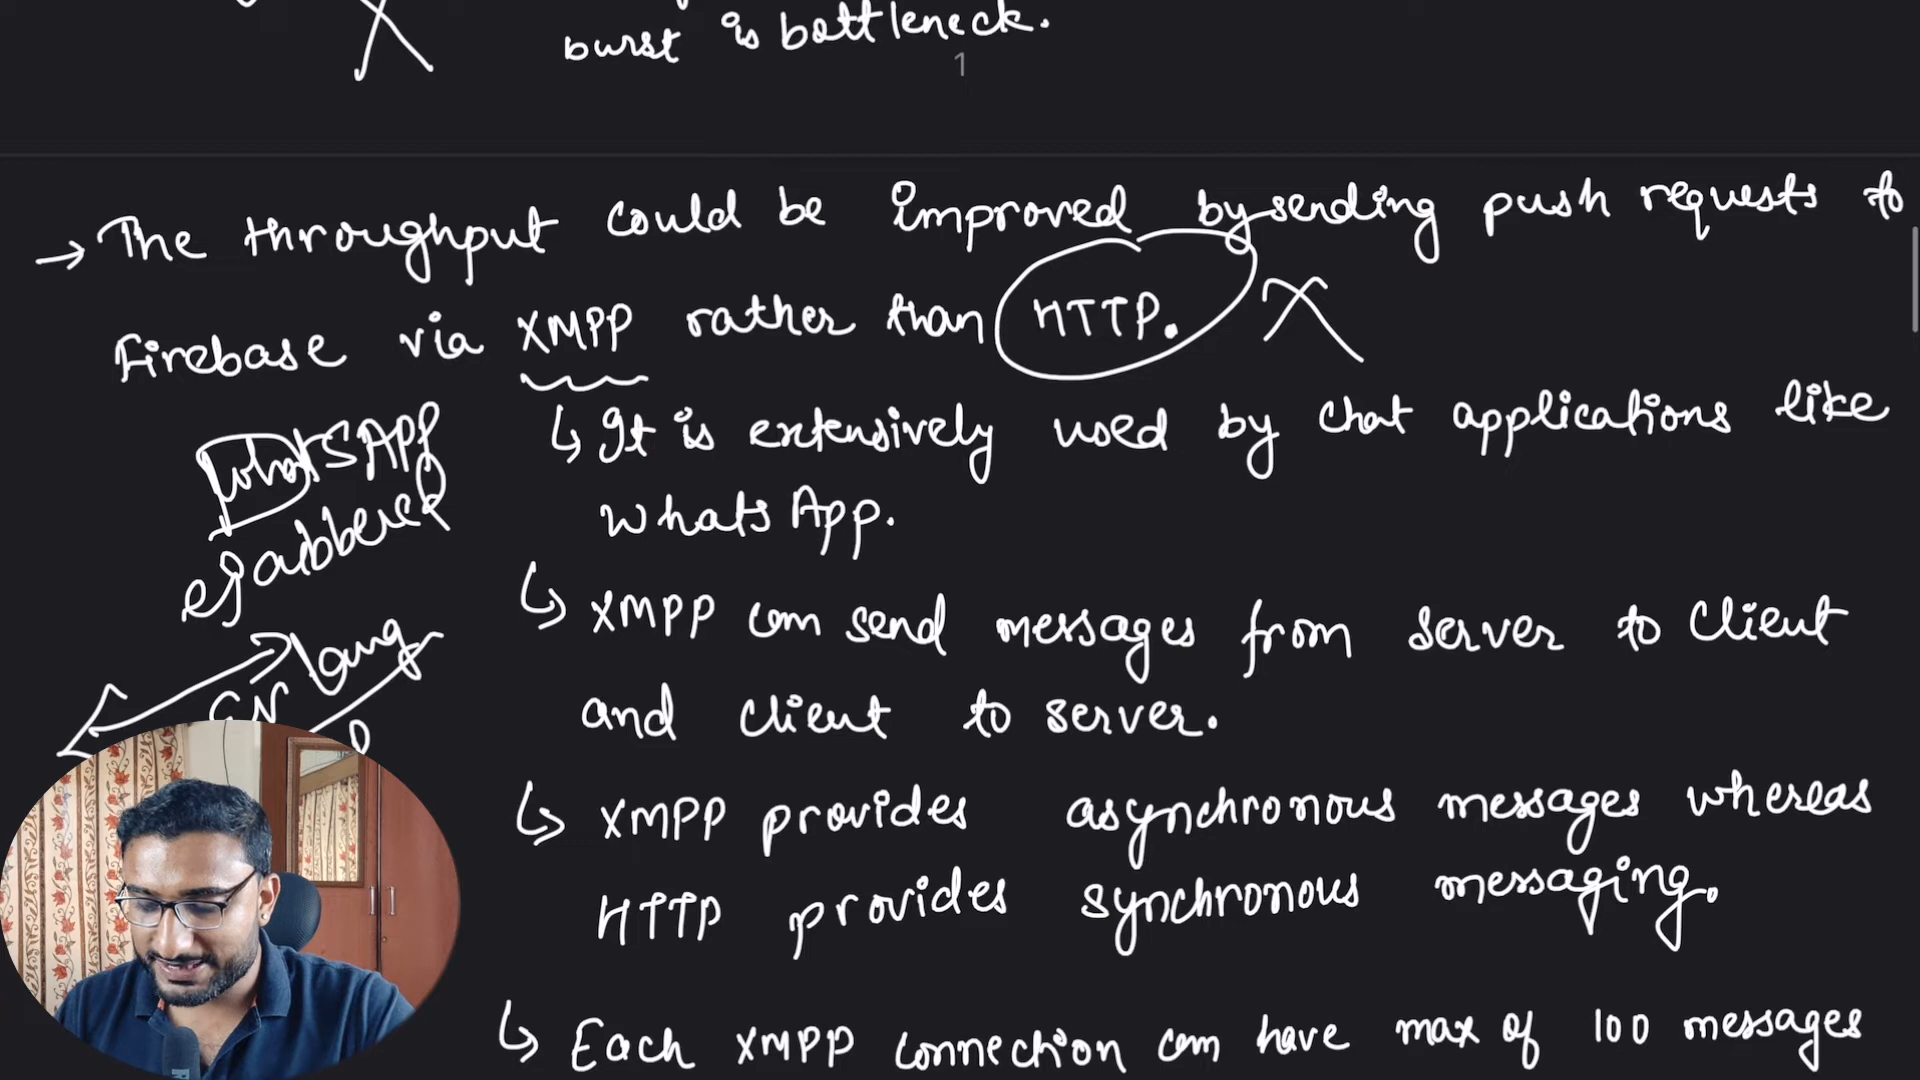 burst is bottleneck.
1
→ The throughput could be improved by sending push requests to
Firebase via XMPP rather than HTTP.
↳ It is extensively used by chat applications like
WhatsApp.
WhatsApp
ejabbered
lang
↳ XMPP can send messages from server to client
and client to server.
↳ XMPP provides asynchronous messages whereas
HTTP provides synchronous messaging.
↳ Each XMPP connection can have max of 100 messages